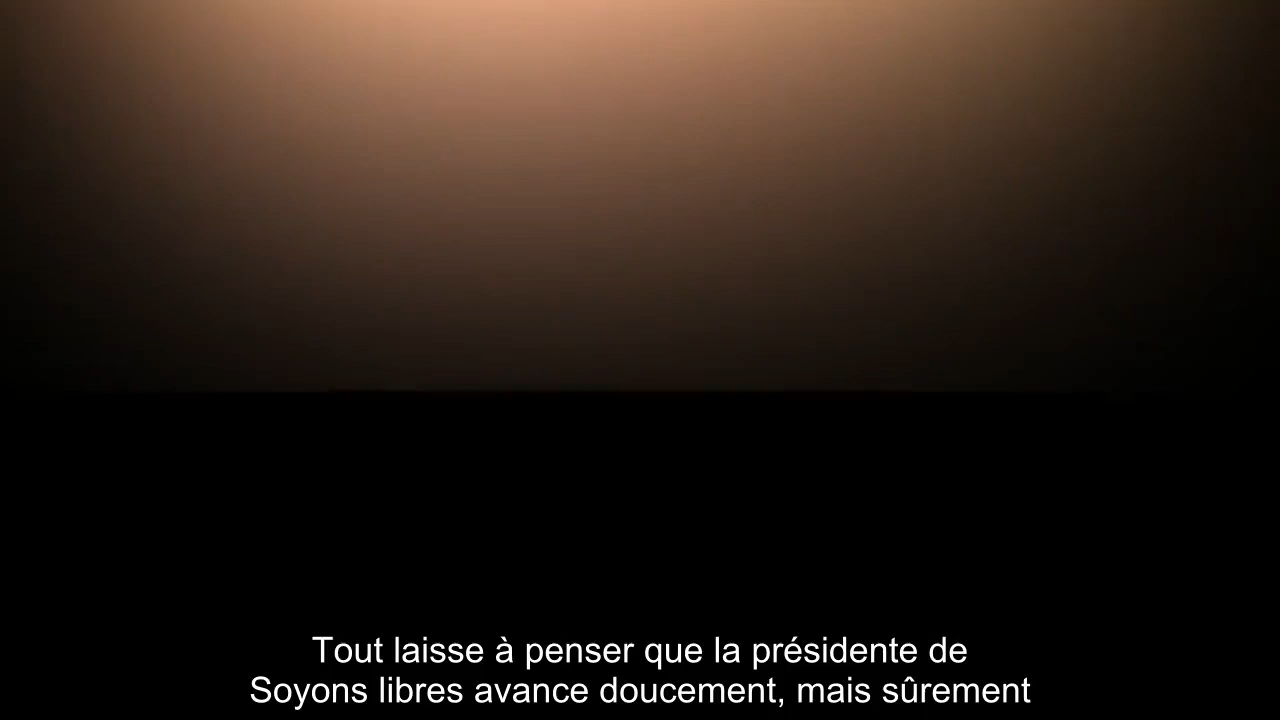 Tout laisse à penser que la présidente de
Soyons libres avance doucement, mais sûrement